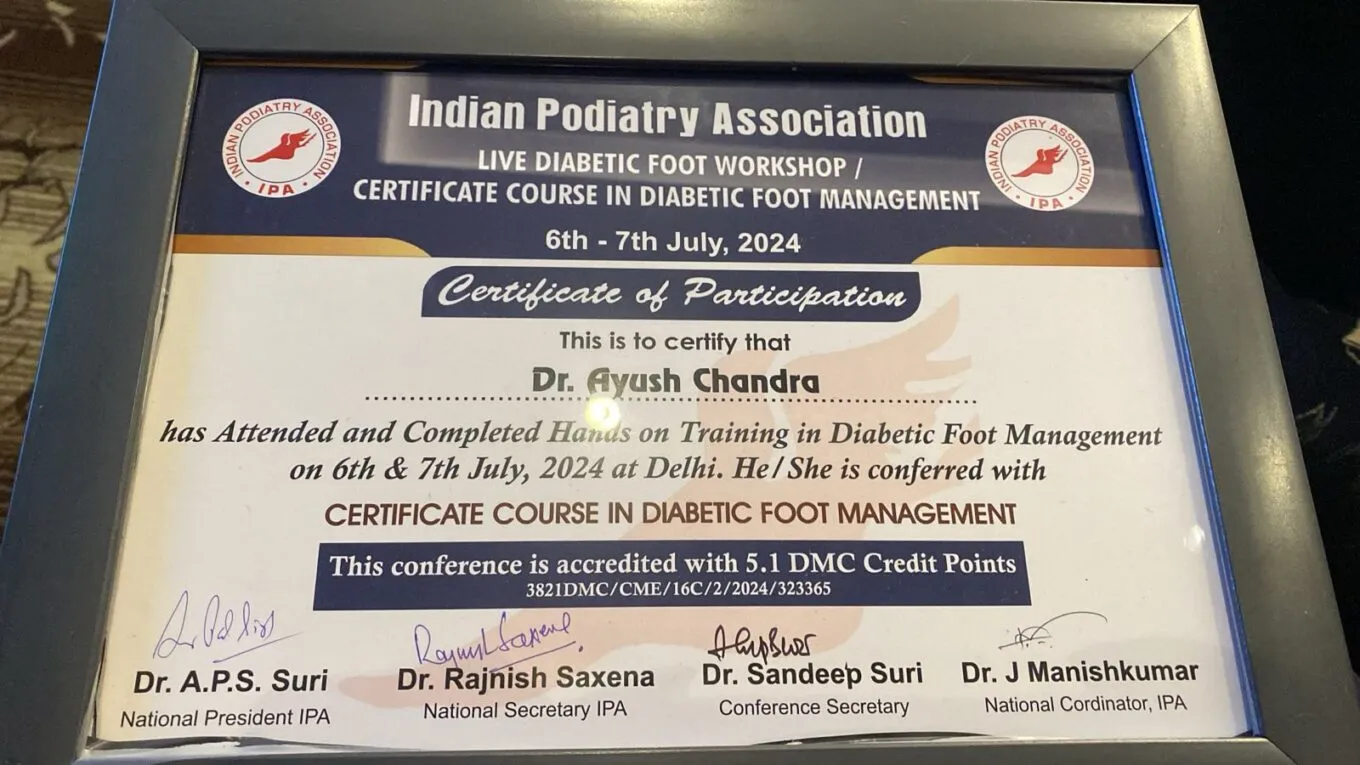 Indian Podiatry Association
LIVE DIABETIC FOOT WORKSHOP /
CERTIFICATE COURSE IN DIABETIC FOOT MANAGEMENT
6th - 7th July, 2024
INDIAN PODIATRY ASSOCIATION
• IPA •
INDIAN PODIATRY ASSOCIATION
• IPA •
Certificate of Participation
This is to certify that
Dr. Ayush Chandra
has Attended and Completed Hands on Training in Diabetic Foot Management
on 6th & 7th July, 2024 at Delhi. He/She is conferred with
CERTIFICATE COURSE IN DIABETIC FOOT MANAGEMENT
This conference is accredited with 5.1 DMC Credit Points
3821DMC/CME/16C/2/2024/323365
Dr. A.P.S. Suri
National President IPA
Dr. Rajnish Saxena
National Secretary IPA
Dr. Sandeep Suri
Conference Secretary
Dr. J Manishkumar
National Cordinator, IPA